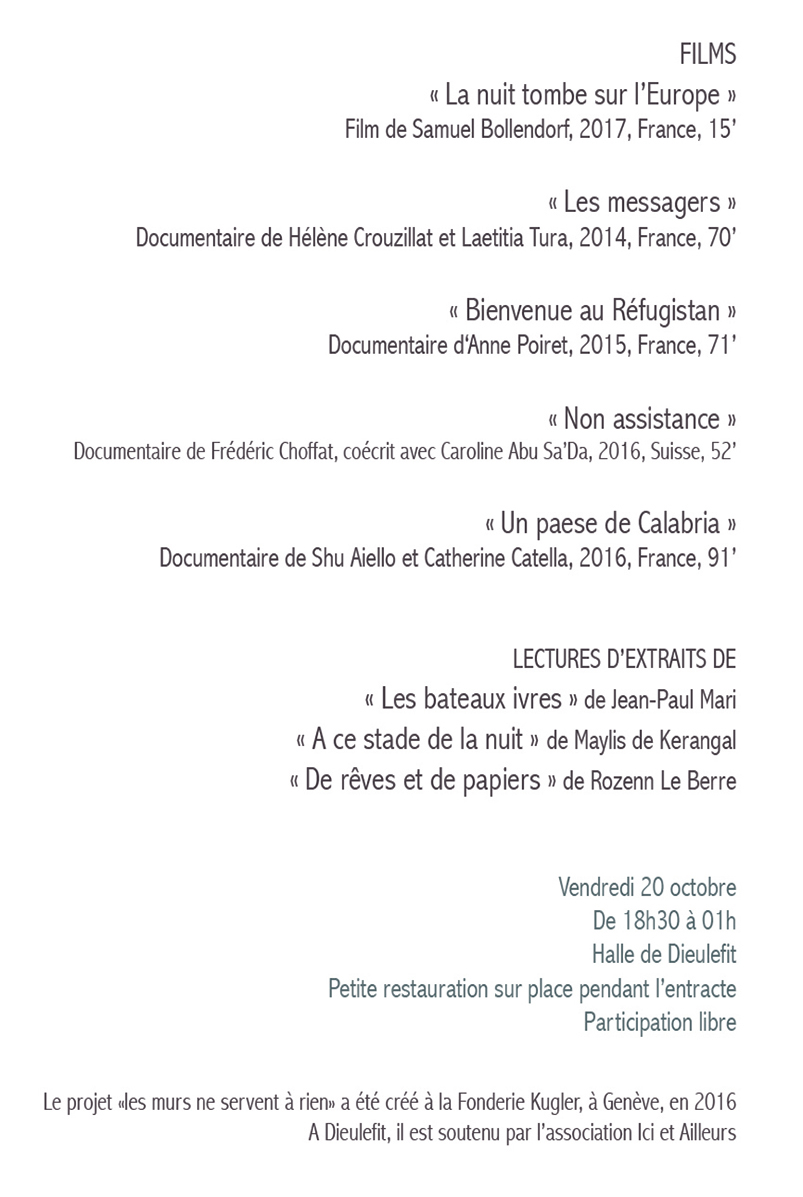 FILMS
« La nuit tombe sur l’Europe »
Film de Samuel Bollendorf, 2017, France, 15’
« Les messagers »
Documentaire de Hélène Crouzillat et Laetitia Tura, 2014, France, 70’
« Bienvenue au Réfugistan »
Documentaire d‘Anne Poiret, 2015, France, 71’
« Non assistance »
Documentaire de Frédéric Choffat, coécrit avec Caroline Abu Sa’Da, 2016, Suisse, 52’
« Un paese de Calabria »
Documentaire de Shu Aiello et Catherine Catella, 2016, France, 91’
LECTURES D’EXTRAITS DE
« Les bateaux ivres » de Jean-Paul Mari
« A ce stade de la nuit » de Maylis de Kerangal
« De rêves et de papiers » de Rozenn Le Berre
Vendredi 20 octobre
De 18h30 à 01h
Halle de Dieulefit
Petite restauration sur place pendant l’entracte
Participation libre
Le projet «les murs ne servent à rien» a été créé à la Fonderie Kugler, à Genève, en 2016
A Dieulefit, il est soutenu par l’association Ici et Ailleurs